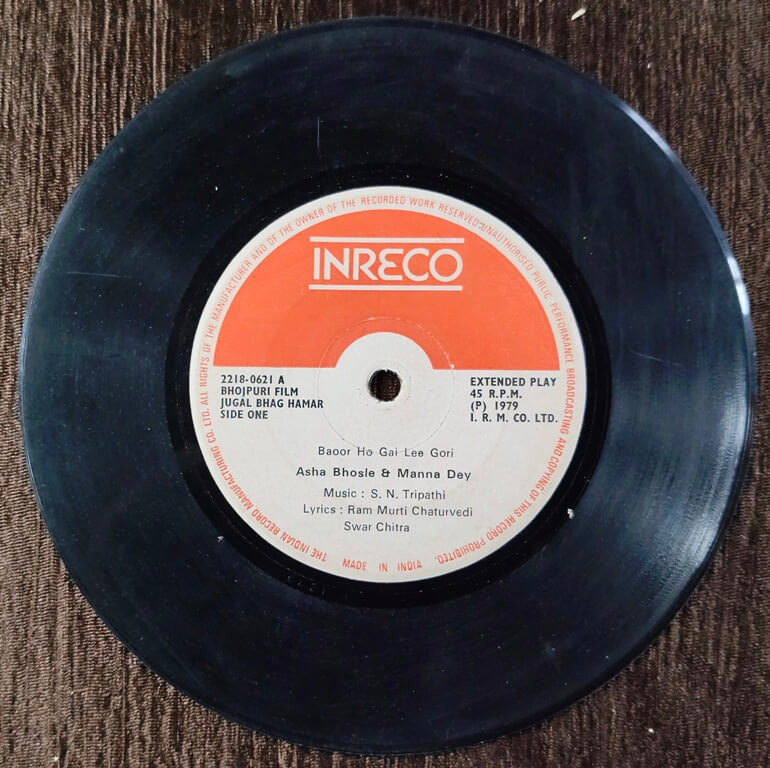 INRECO
2218-0621 A
BHOJPURI FILM
JUGAL BHAG HAMAR
SIDE ONE
EXTENDED PLAY
45 R.P.M.
(P) 1979
I. R. M. CO. LTD.
Baoor Ho Gai Lee Gori
Asha Bhosle & Manna Dey
Music : S. N. Tripathi
Lyrics : Ram Murti Chaturvedi
Swar Chitra
THE INDIAN RECORD MANUFACTURING CO. LTD. ALL RIGHTS OF THE MANUFACTURER AND OF THE OWNER OF THE RECORDED WORK RESERVED. UNAUTHORISED PUBLIC PERFORMANCE BROADCASTING AND COPYING OF THIS RECORD PROHIBITED.
MADE IN INDIA